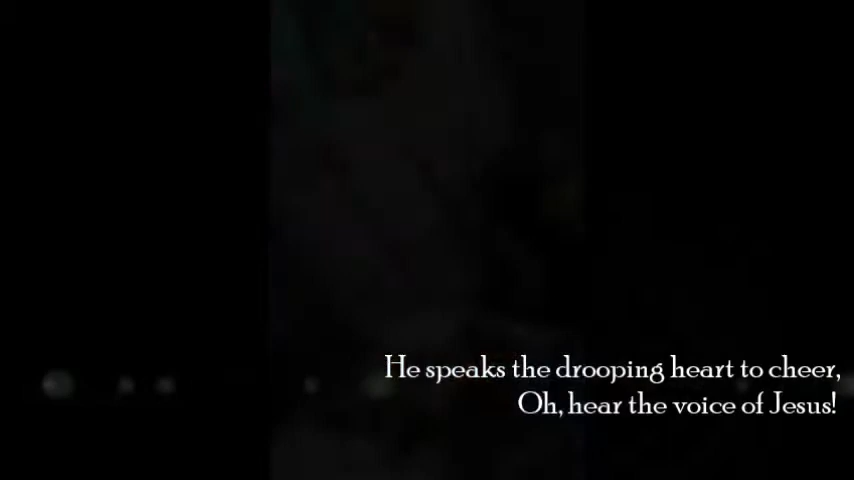 He speaks the drooping heart to cheer,
Oh, hear the voice of Jesus!